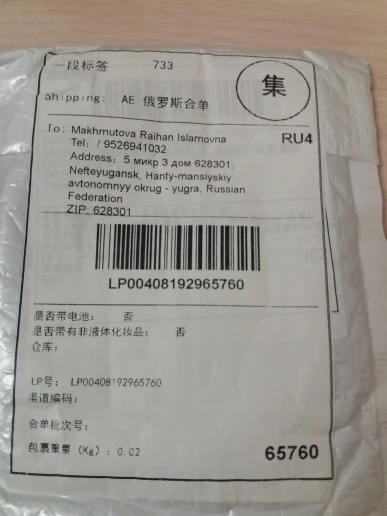 一段标签 733
集
Shipping: AE 俄罗斯合单
To: Makhmutova Raihan Islamovna
RU4
Tel: / 9526941032
Address: 5 микр 3 дом 628301,
Nefteyugansk, Hanty-mansiyskiy
avtonomnyy okrug - yugra, Russian
Federation
ZIP: 628301
LP00408192965760
是否带电池: 否
是否带有非液体化妆品: 否
仓库:
LP号: LP00408192965760
渠道编码:
合单批次号:
包裹重量 (Kg): 0.02
65760